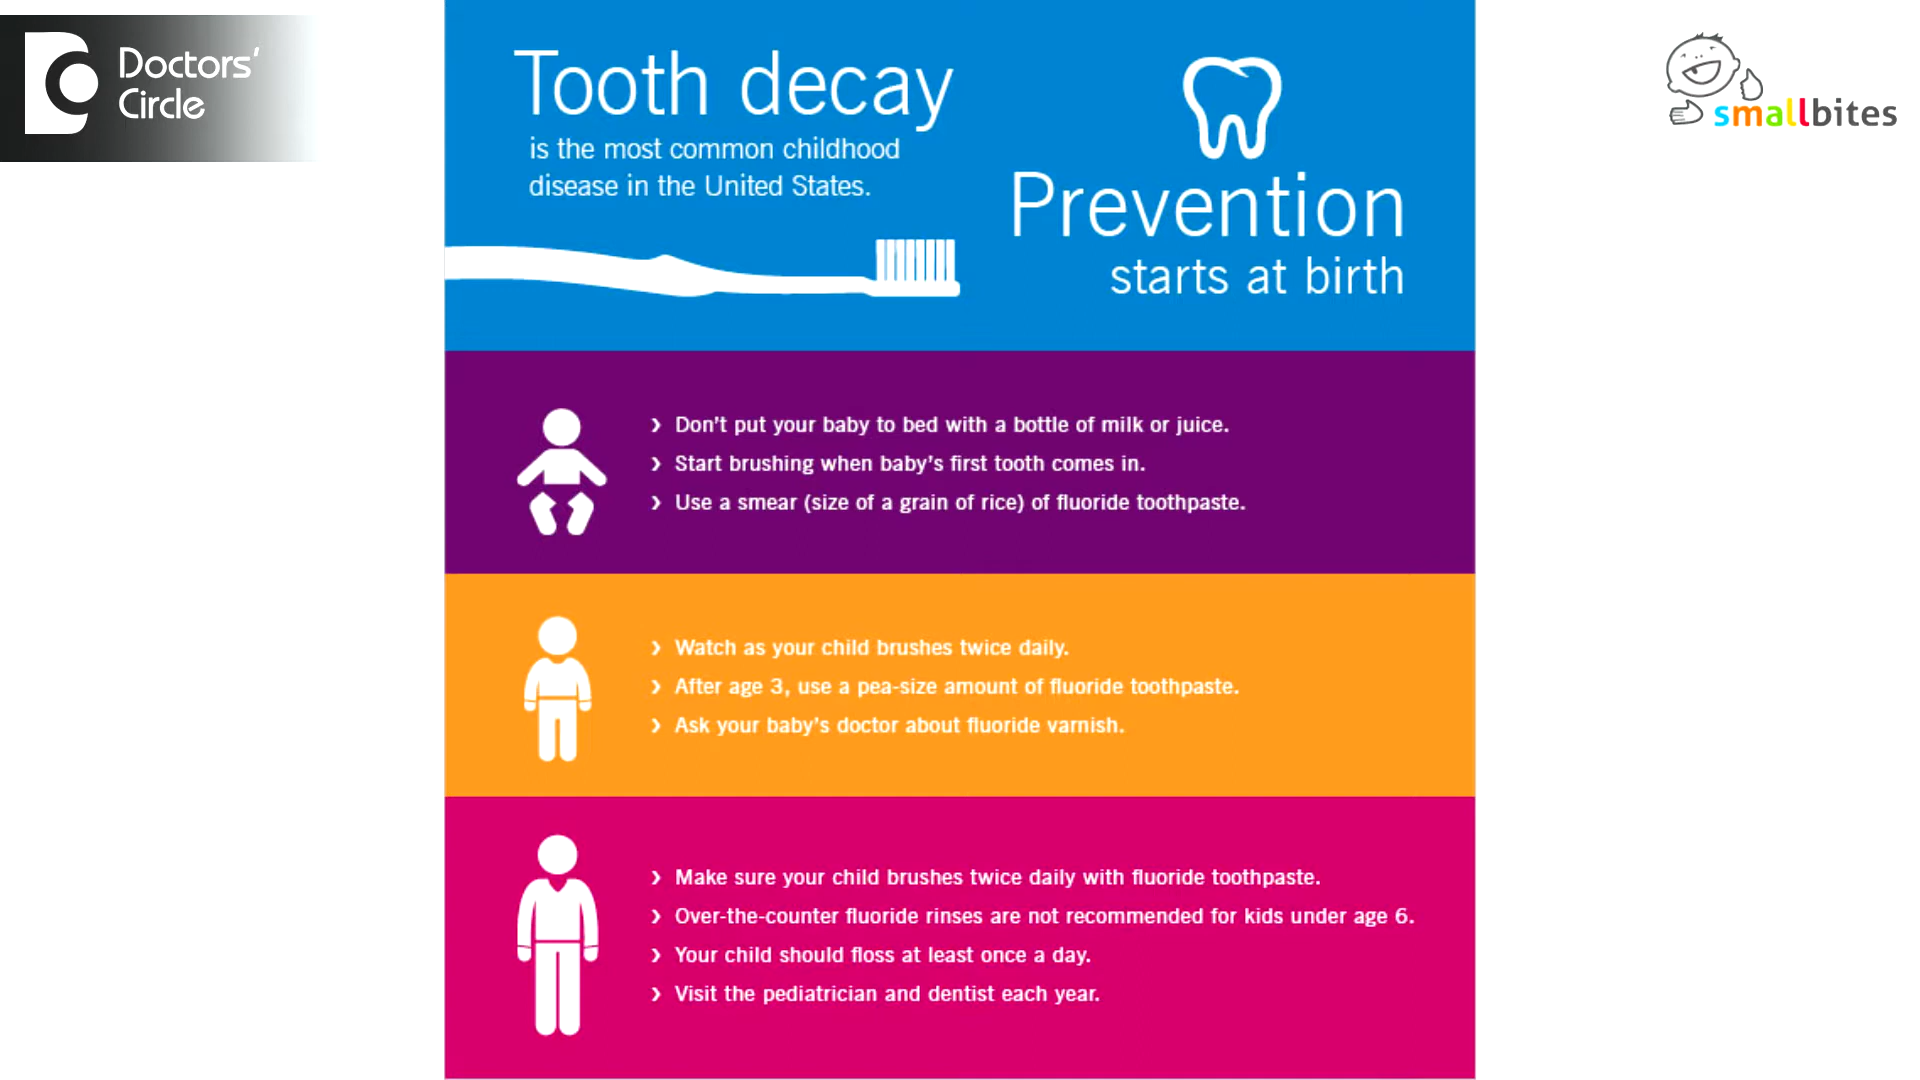 Doctors'
Circle
Tooth decay
is the most common childhood
disease in the United States.
Prevention
starts at birth
smallbites
› Don't put your baby to bed with a bottle of milk or juice.
› Start brushing when baby's first tooth comes in.
› Use a smear (size of a grain of rice) of fluoride toothpaste.
› Watch as your child brushes twice daily.
› After age 3, use a pea-size amount of fluoride toothpaste.
› Ask your baby's doctor about fluoride varnish.
› Make sure your child brushes twice daily with fluoride toothpaste.
› Over-the-counter fluoride rinses are not recommended for kids under age 6.
› Your child should floss at least once a day.
› Visit the pediatrician and dentist each year.